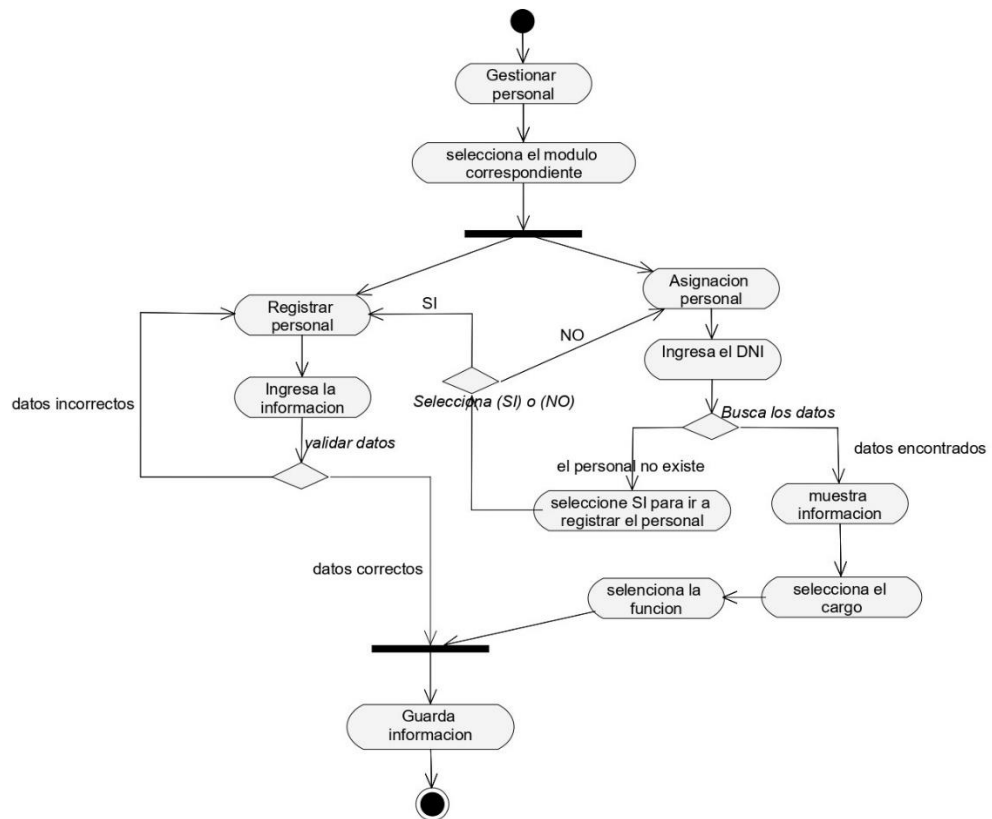 Gestionar
personal
selecciona el modulo
correspondiente
Asignacion
personal
Registrar
personal
SI
NO
Ingresa el DNI
Ingresa la
informacion
Selecciona (SI) o (NO)
datos incorrectos
Busca los datos
validar datos
datos encontrados
el personal no existe
seleccione SI para ir a
registrar el personal
muestra
informacion
datos correctos
selenciona la
funcion
selecciona el
cargo
Guarda
informacion